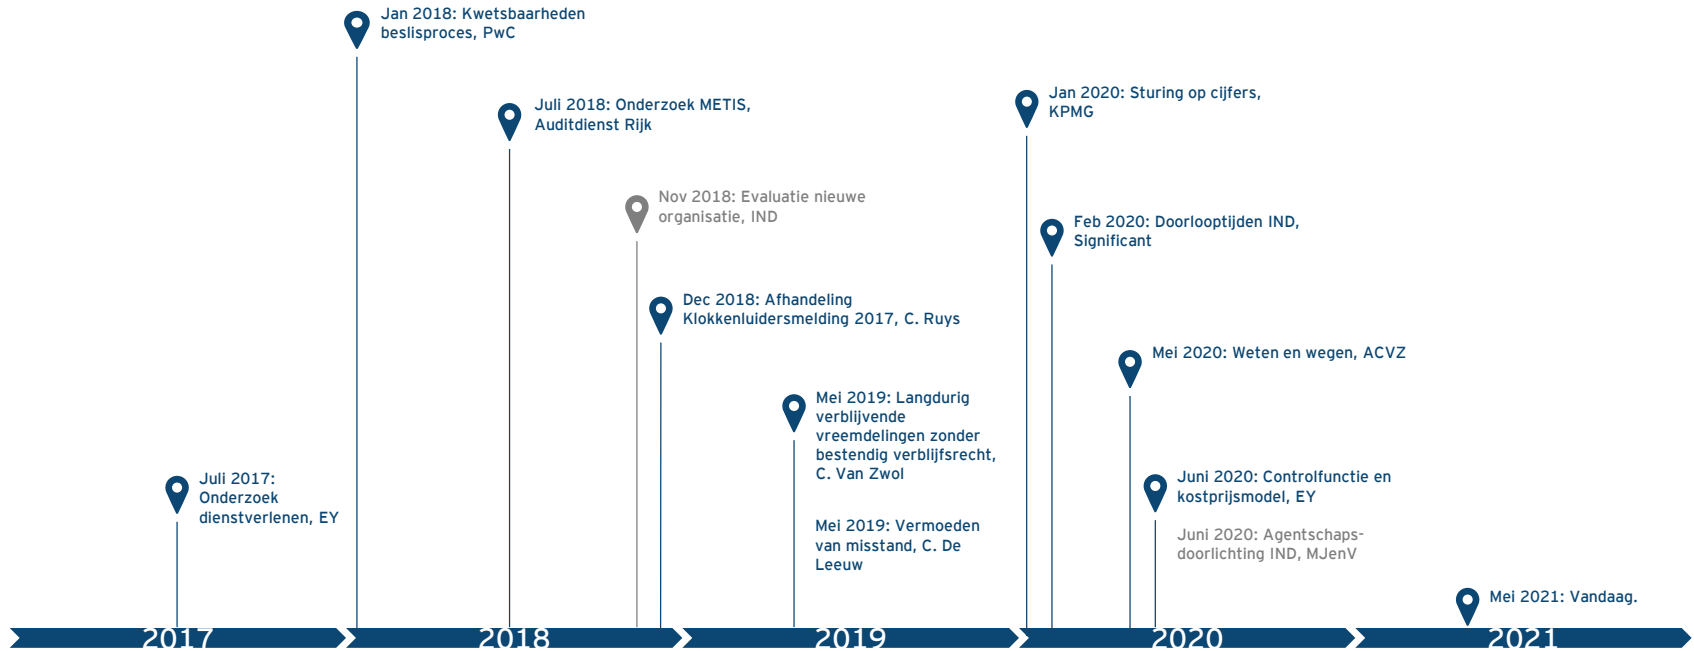 Jan 2018: Kwetsbaarheden
beslisproces, PwC
Juli 2018: Onderzoek METIS,
Auditdienst Rijk
Nov 2018: Evaluatie nieuwe
organisatie, IND
Dec 2018: Afhandeling
Klokkenluidersmelding 2017, C. Ruys
Mei 2019: Langdurig
verblijvende
vreemdelingen zonder
bestendig verblijfsrecht,
C. Van Zwol
Mei 2019: Vermoeden
van misstand, C. De
Leeuw
Juli 2017:
Onderzoek
dienstverlenen, EY
Jan 2020: Sturing op cijfers,
KPMG
Feb 2020: Doorlooptijden IND,
Significant
Mei 2020: Weten en wegen, ACVZ
Juni 2020: Controlfunctie en
kostprijsmodel, EY
Juni 2020: Agentschaps-
doorlichting IND, MJenV
Mei 2021: Vandaag.
2017
2018
2019
2020
2021